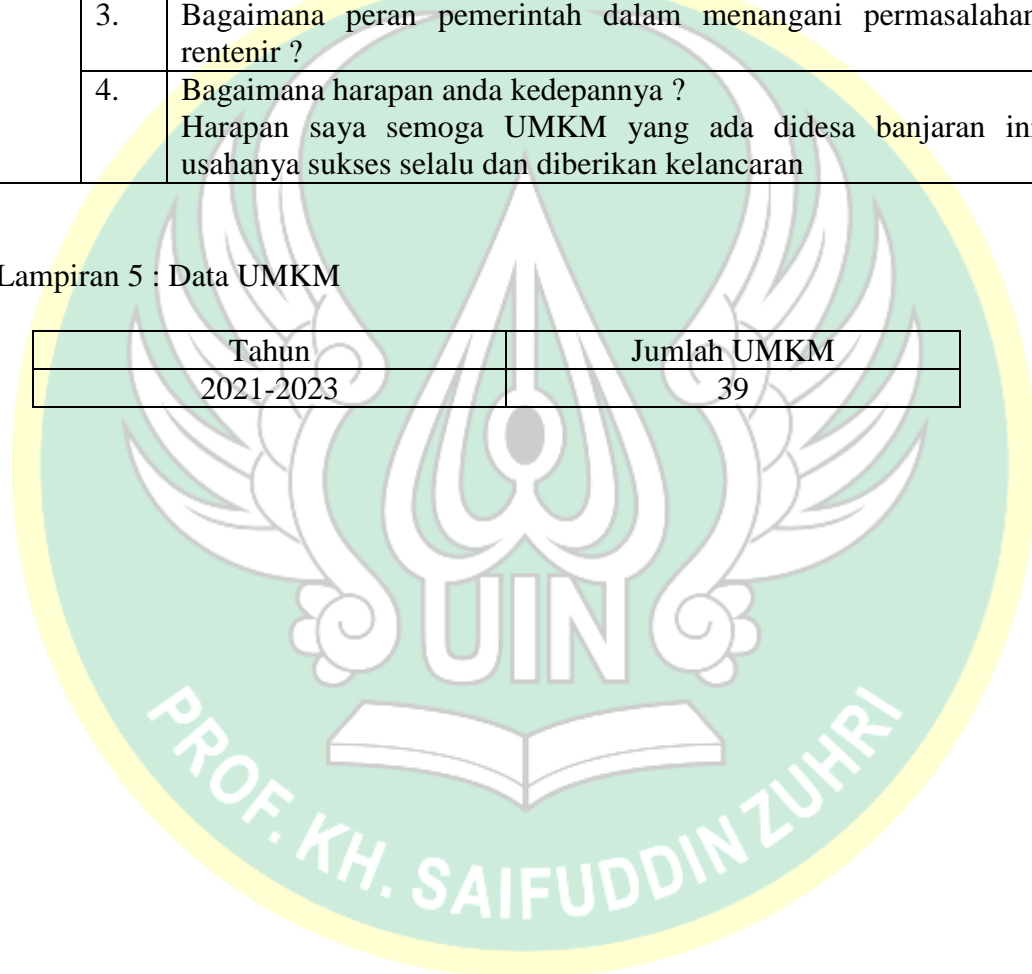 3. Bagaimana peran pemerintah dalam menangani permasalahan
rentenir ?
4. Bagaimana harapan anda kedepannya ?
Harapan saya semoga UMKM yang ada didesa banjaran ini
usahanya sukses selalu dan diberikan kelancaran
Lampiran 5 : Data UMKM
Tahun Jumlah UMKM
2021-2023 39
UIN
PROF. KH. SAIFUDDIN ZUHRI